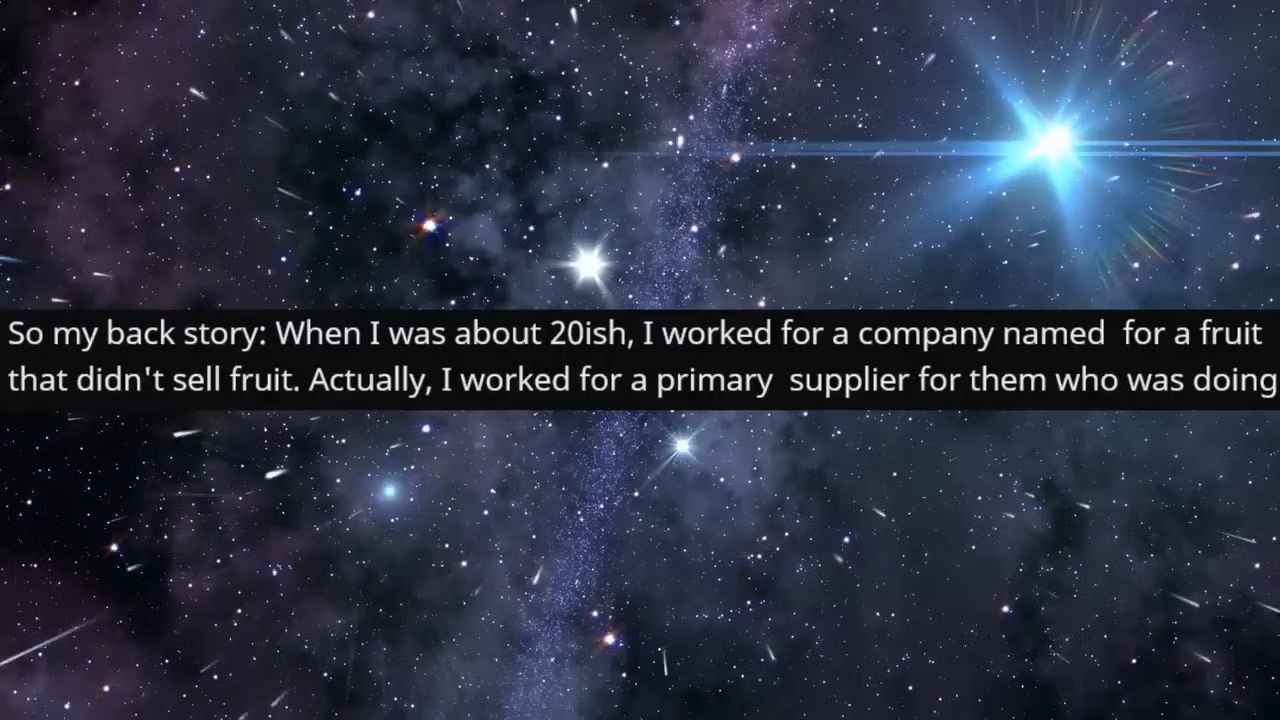 So my back story: When I was about 20ish, I worked for a company named  for a fruit
that didn't sell fruit. Actually, I worked for a primary  supplier for them who was doing